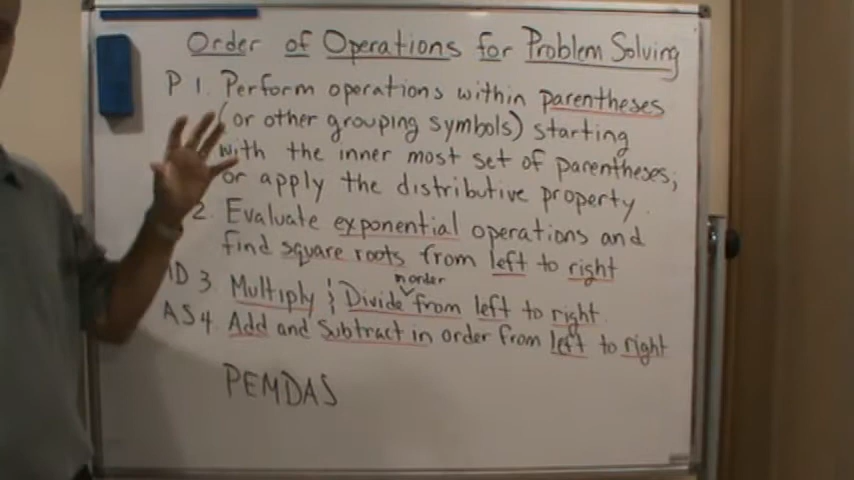 Order of Operations for Problem Solving
P 1. Perform operations within parentheses
(or other grouping symbols) starting
with the inner most set of parentheses;
or apply the distributive property.
2. Evaluate exponential operations and
find square roots from left to right
D 3 Multiply & Divide in order from left to right.
AS 4. Add and Subtract in order from left to right
PEMDAS